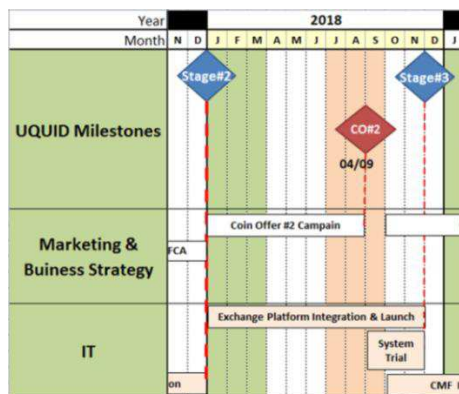 Year 2018
Month N D J F M A M J J A S O N D J
Stage#2 Stage#3
UQUID Milestones
CO#2
04/09
Coin Offer #2 Campain
Marketing &
Buiness Strategy
FCA
Exchange Platform Integration & Launch
IT
System
Trial
on
CMF